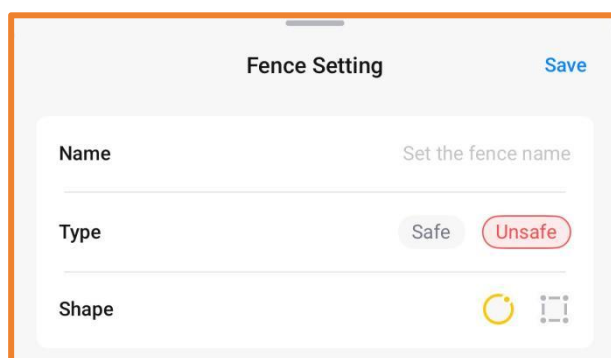 Fence Setting Save
Name Set the fence name
Type Safe Unsafe
Shape